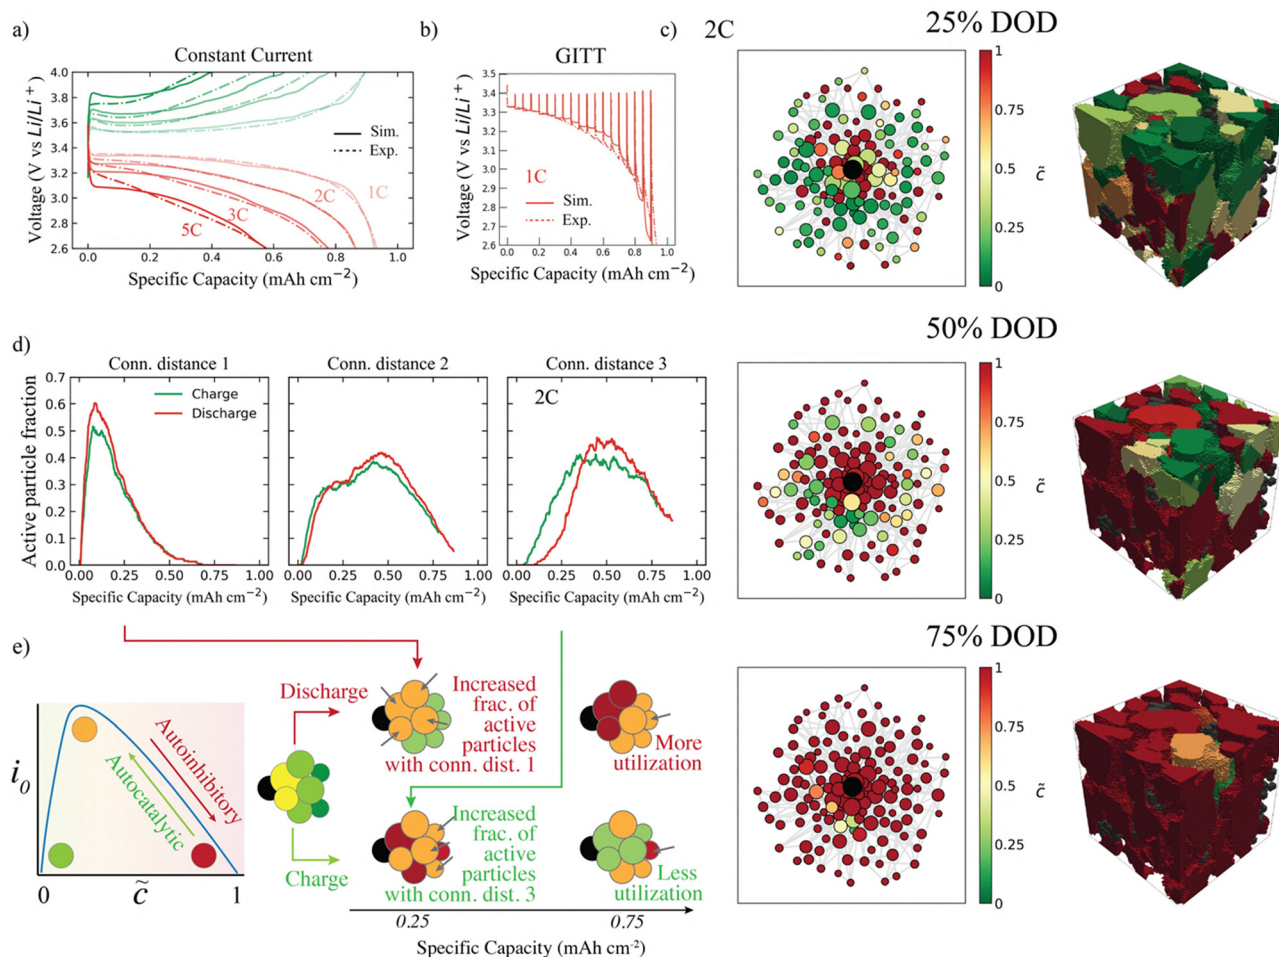 a)
Constant Current
Voltage (V vs Li/Li+)
4.0
3.8
3.6
3.4
3.2
3.0
2.8
2.6
Sim.
Exp.
1C
2C
3C
5C
0.0 0.2 0.4 0.6 0.8 1.0
Specific Capacity (mAh cm−2)
b)
GITT
Voltage (V vs Li/Li+)
3.5
3.4
3.3
3.2
3.1
3.0
2.9
2.8
2.7
2.6
1C
Sim.
Exp.
0.0 0.2 0.4 0.6 0.8 1.0
Specific Capacity (mAh cm−2)
c)
2C
25% DOD
1
0.75
0.5
0.25
0
c̃
50% DOD
1
0.75
0.5
0.25
0
c̃
75% DOD
1
0.75
0.5
0.25
0
c̃
d)
Conn. distance 1
Conn. distance 2
Conn. distance 3
Active particle fraction
0.7
0.6
0.5
0.4
0.3
0.2
0.1
0.0
Charge
Discharge
2C
0.00 0.25 0.50 0.75 1.00
0.00 0.25 0.50 0.75 1.00
0.00 0.25 0.50 0.75 1.00
Specific Capacity (mAh cm−2)
Specific Capacity (mAh cm−2)
Specific Capacity (mAh cm−2)
e)
i0
Autoinhibitory
Autocatalytic
0
c̃
1
Discharge
Charge
Increased
frac. of
active
particles
with conn. dist. 1
More
utilization
Increased
frac. of
active
particles
with conn. dist. 3
Less
utilization
0.25
0.75
Specific Capacity (mAh cm-2)